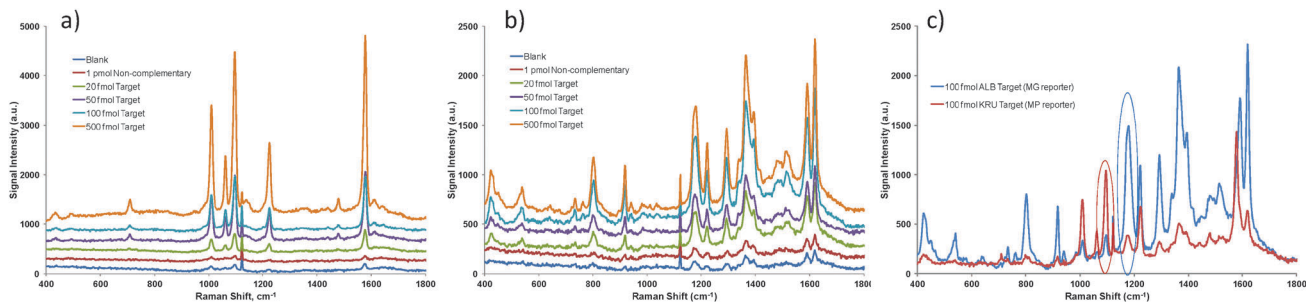 a)
5000
4000
3000
2000
1000
0
Signal Intensity (a.u.)
Blank
1 pmol Non-complementary
20 fmol Target
50 fmol Target
100 fmol Target
500 fmol Target
400 600 800 1000 1200 1400 1600 1800
Raman Shift, cm-1
b)
2500
2000
1500
1000
500
0
Signal Intensity (a.u.)
Blank
1 pmol Non-complementary
20 fmol Target
50 fmol Target
100 fmol Target
500 fmol Target
400 600 800 1000 1200 1400 1600 1800
Raman Shift, cm-1
c)
2500
2000
1500
1000
500
0
Signal Intensity (a.u.)
100 fmol ALB Target (MG reporter)
100 fmol KRU Target (MP reporter)
400 600 800 1000 1200 1400 1600 1800
Raman Shift, cm-1